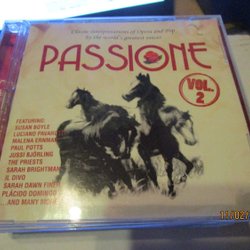 Classic interpretations of Opera and Pop
by the world's greatest voices
PASSIONE
VOL.
2
FEATURING:
SUSAN BOYLE
LUCIANO PAVAROTTI
MALENA ERNMAN
PAUL POTTS
JUSSI BJÖRLING
THE PRIESTS
SARAH BRIGHTMAN
IL DIVO
SARAH DAWN FINER
PLÁCIDO DOMINGO
...AND MANY MORE
11/02